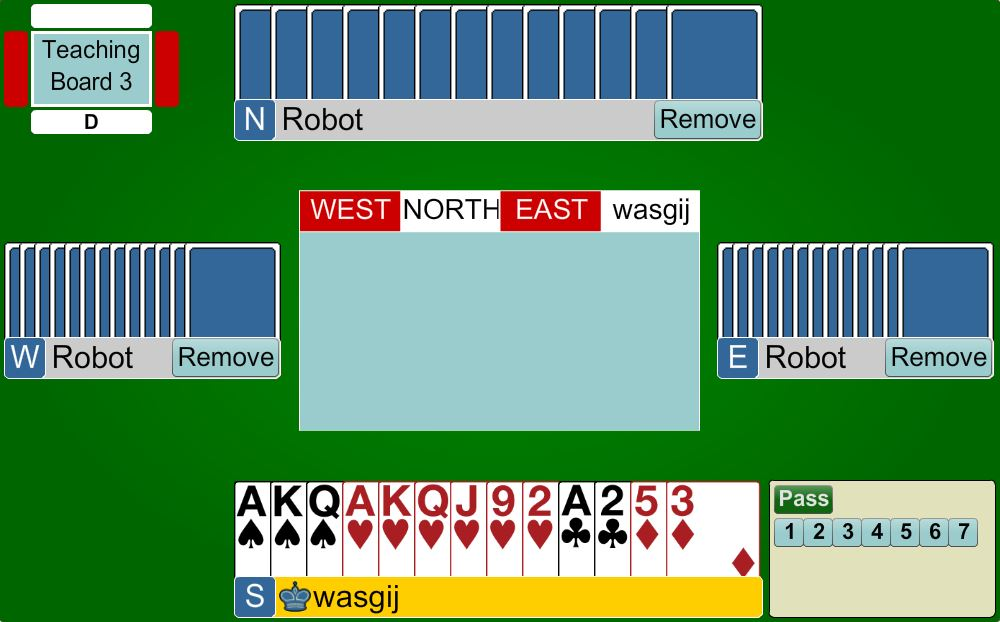 Teaching
Board 3
D
N Robot Remove
WEST NORTH EAST wasgij
W Robot Remove
E Robot Remove
A K Q A K Q J 9 2 A 2 5 3
S wasgij
Pass
1 2 3 4 5 6 7